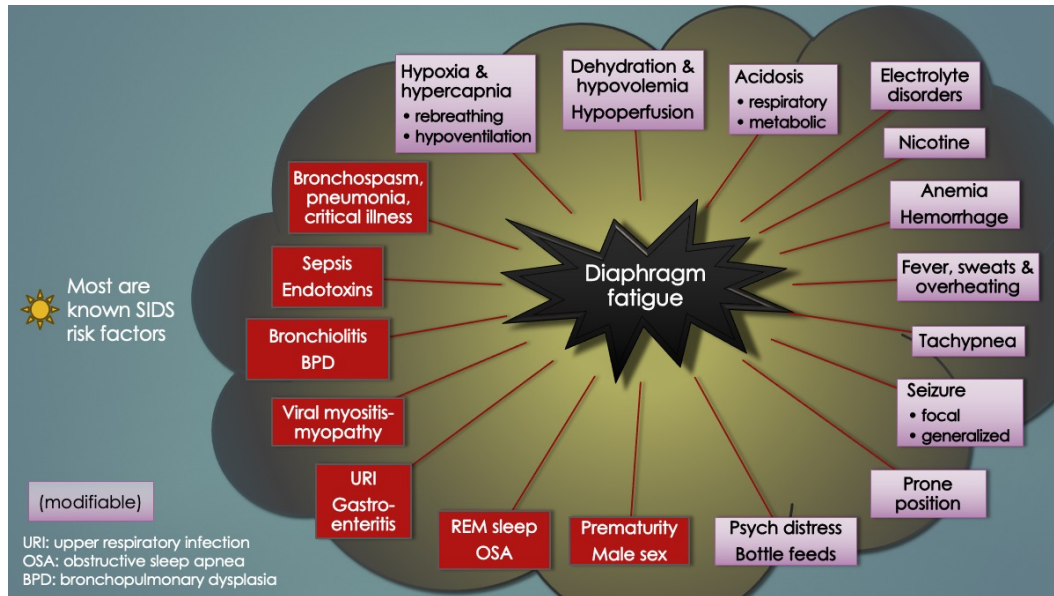 Hypoxia &
hypercapnia
• rebreathing
• hypoventilation
Dehydration &
hypovolemia
Hypoperfusion
Acidosis
• respiratory
• metabolic
Electrolyte
disorders
Nicotine
Anemia
Hemorrhage
Fever, sweats &
overheating
Tachypnea
Seizure
• focal
• generalized
Prone
position
Psych distress
Bottle feeds
Prematurity
Male sex
REM sleep
OSA
URI
Gastro-
enteritis
Viral myositis-
myopathy
Bronchiolitis
BPD
Sepsis
Endotoxins
Bronchospasm,
pneumonia,
critical illness
Diaphragm
fatigue
Most are
known SIDS
risk factors
(modifiable)
URI: upper respiratory infection
OSA: obstructive sleep apnea
BPD: bronchopulmonary dysplasia